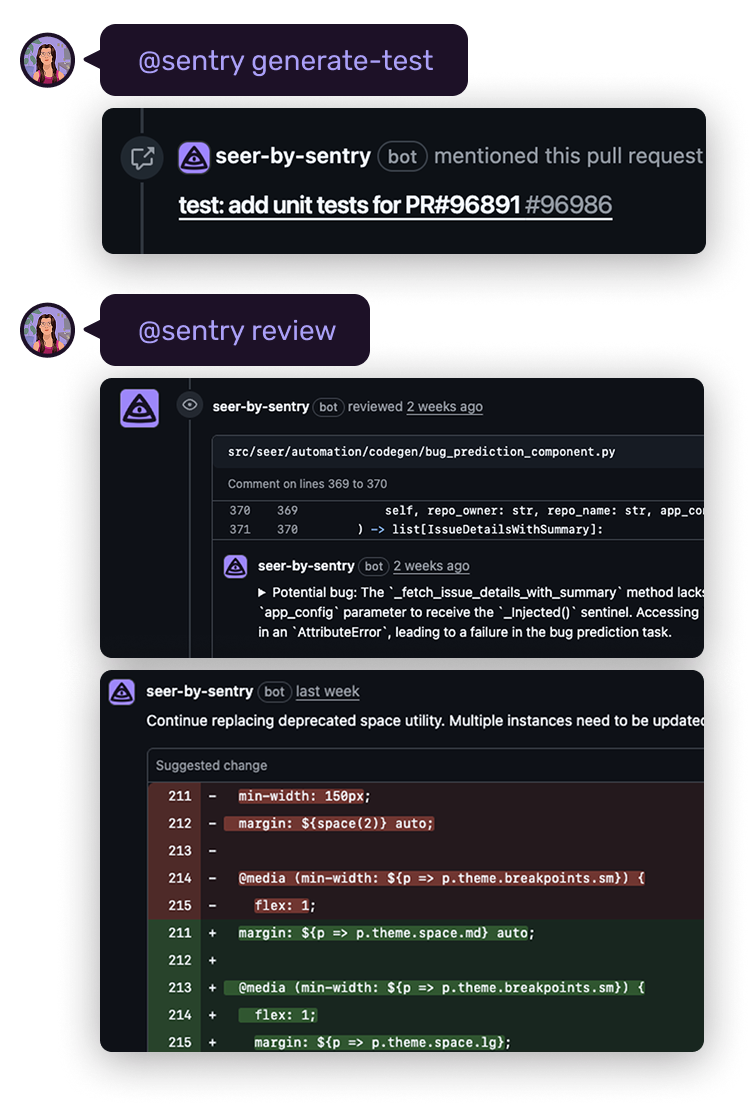 @sentry generate-test
seer-by-sentry bot mentioned this pull request
test: add unit tests for PR#96891 #96986
@sentry review
seer-by-sentry bot reviewed 2 weeks ago
src/seer/automation/codegen/bug_prediction_component.py
Comment on lines 369 to 370
370 369 self, repo_owner: str, repo_name: str, app_con
371 370 ) -> list[IssueDetailsWithSummary]:
seer-by-sentry bot 2 weeks ago
▶ Potential bug: The `_fetch_issue_details_with_summary` method lacks
`app_config` parameter to receive the `_Injected()` sentinel. Accessing
in an `AttributeError`, leading to a failure in the bug prediction task.
seer-by-sentry bot last week
Continue replacing deprecated space utility. Multiple instances need to be updated
Suggested change
211 - min-width: 150px;
212 - margin: ${space(2)} auto;
213 -
214 - @media (min-width: ${p => p.theme.breakpoints.sm}) {
215 - flex: 1;
211 + margin: ${p => p.theme.space.md} auto;
212 +
213 + @media (min-width: ${p => p.theme.breakpoints.sm}) {
214 + flex: 1;
215 + margin: ${p => p.theme.space.lg};